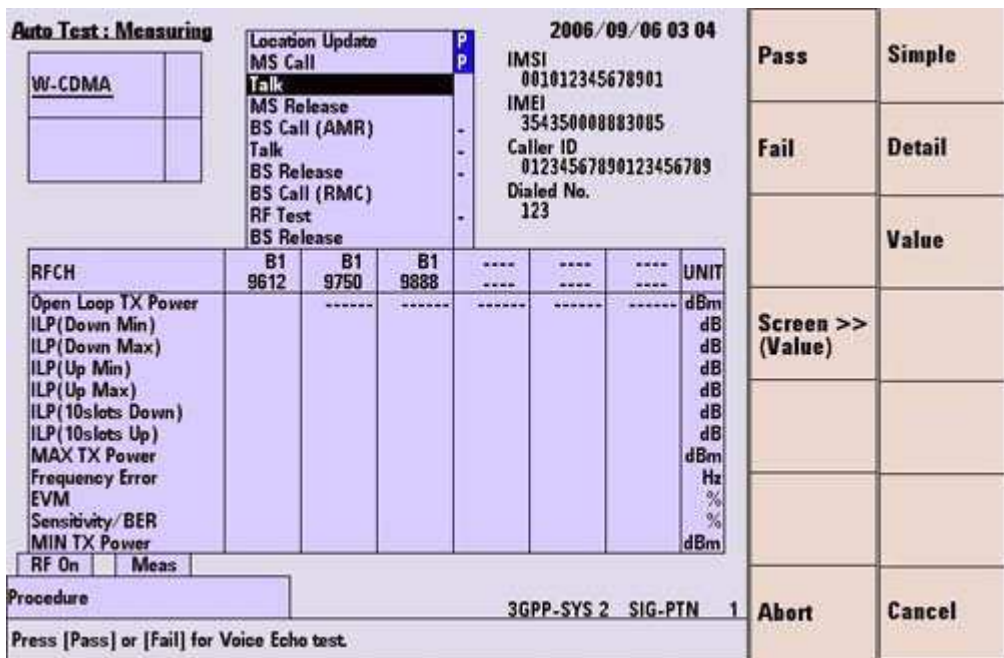 Auto Test : Measuring
W-CDMA
Location Update P
MS Call P
Talk
MS Release
BS Call (AMR) -
Talk -
BS Release
BS Call (RMC)
RF Test -
BS Release
2006/09/06 03 04
IMSI
001012345678901
IMEI
354350008883085
Caller ID
01234567890123456789
Dialed No.
123
RFCH B1 B1 B1 ---- ---- ---- UNIT
9612 9750 9888 ---- ---- ----
Open Loop TX Power ------ ------ ------ ------ ------ dBm
ILP(Down Min) dB
ILP(Down Max) dB
ILP(Up Min) dB
ILP(Up Max) dB
ILP(10slots Down) dB
ILP(10slots Up) dB
MAX TX Power dBm
Frequency Error Hz
EVM %
Sensitivity/BER %
MIN TX Power dBm
RF On Meas
Procedure
3GPP-SYS 2 SIG-PTN 1
Press [Pass] or [Fail] for Voice Echo test.
Pass Simple
Fail Detail
Value
Screen >>
(Value)
Abort Cancel